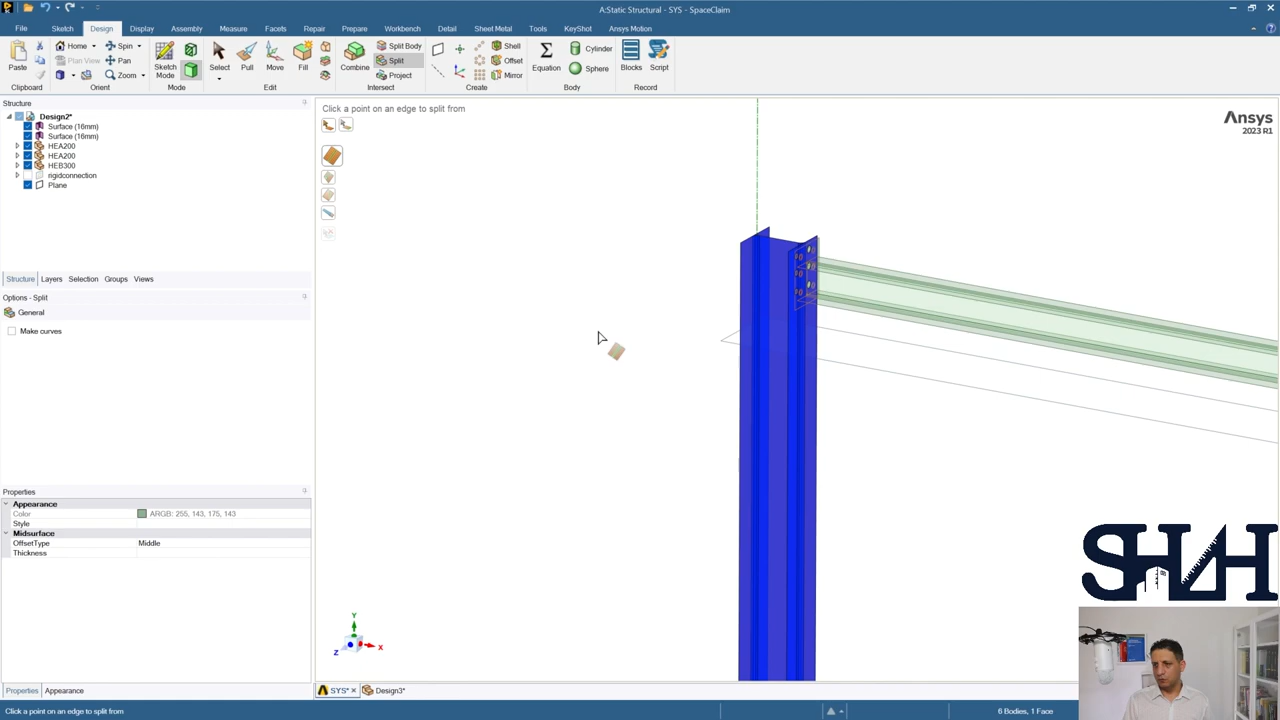 A:Static Structural - SYS - SpaceClaim
File Sketch Design Display Assembly Measure Facets Repair Prepare Workbench Detail Sheet Metal Tools KeyShot Ansys Motion
Paste
Clipboard
Home
Spin
Plan View
Pan
Zoom
Orient
Sketch Mode
Mode
Select
Pull
Move
Fill
Edit
Combine
Split Body
Split
Project
Intersect
Shell
Offset
Mirror
Create
Equation
Cylinder
Sphere
Body
Blocks
Script
Record
Structure
Design2*
Surface (16mm)
Surface (16mm)
HEA200
HEA200
HEB300
rigidconnection
Plane
Structure Layers Selection Groups Views
Options - Split
General
Make curves
Properties
Appearance
Color ARGB: 255, 143, 175, 143
Style
Midsurface
OffsetType Middle
Thickness
Properties Appearance
Click a point on an edge to split from
Ansys
2023 R1
Y
X
Z
SYS*
Design3*
Click a point on an edge to split from
6 Bodies, 1 Face